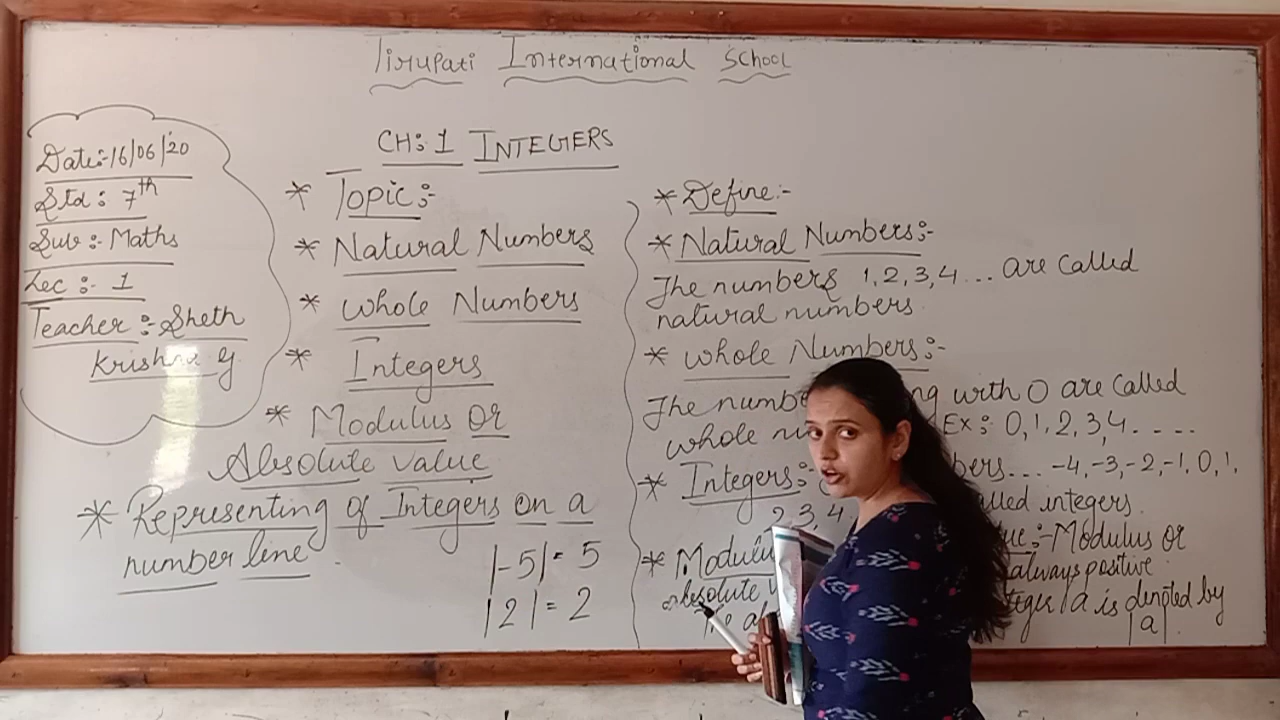 Tirupati International School
CH: 1 INTEGERS
Date:-16/06/20
Std : 7th
Sub :- Maths
Lec :- 1
Teacher :- Sheth
Krishna G
* Topic :-
* Natural Numbers
* Whole Numbers
* Integers
* Modulus or
Absolute value
* Representing of Integers on a
number line.
|-5| = 5
|2| = 2
* Define:-
* Natural Numbers:-
The numbers 1, 2, 3, 4... are called
natural numbers.
* Whole Numbers:-
The with 0 are called
whole Ex: 0, 1, 2, 3, 4....
* Integers: ... -4, -3, -2, -1, 0, 1,
2, 3, 4 integers.
* :- Modulus or
absolute always positive
a is denoted by
|a|.